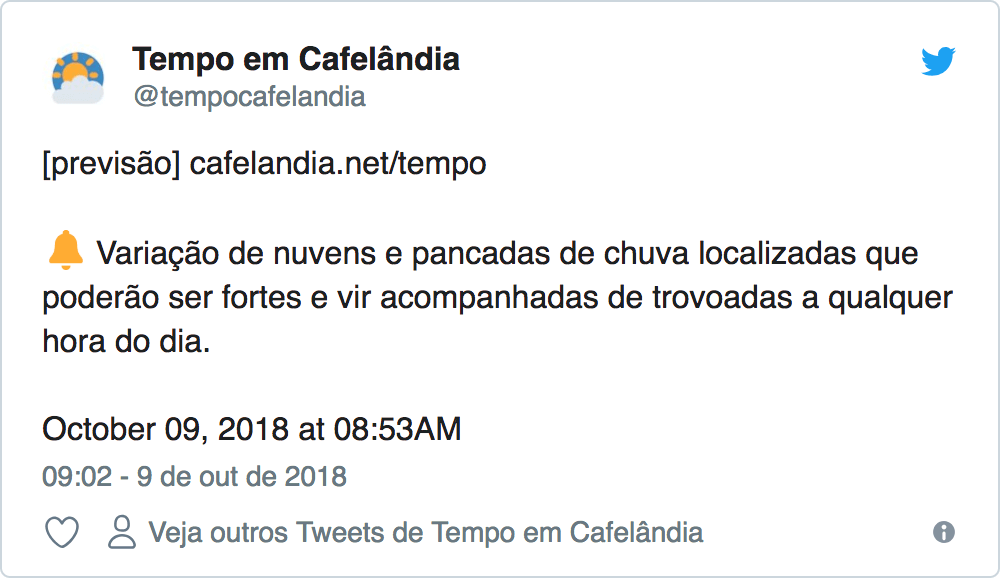 Tempo em Cafelândia
@tempocafelandia
[previsão] cafelandia.net/tempo
🔔 Variação de nuvens e pancadas de chuva localizadas que
poderão ser fortes e vir acompanhadas de trovoadas a qualquer
hora do dia.
October 09, 2018 at 08:53AM
09:02 - 9 de out de 2018
Veja outros Tweets de Tempo em Cafelândia